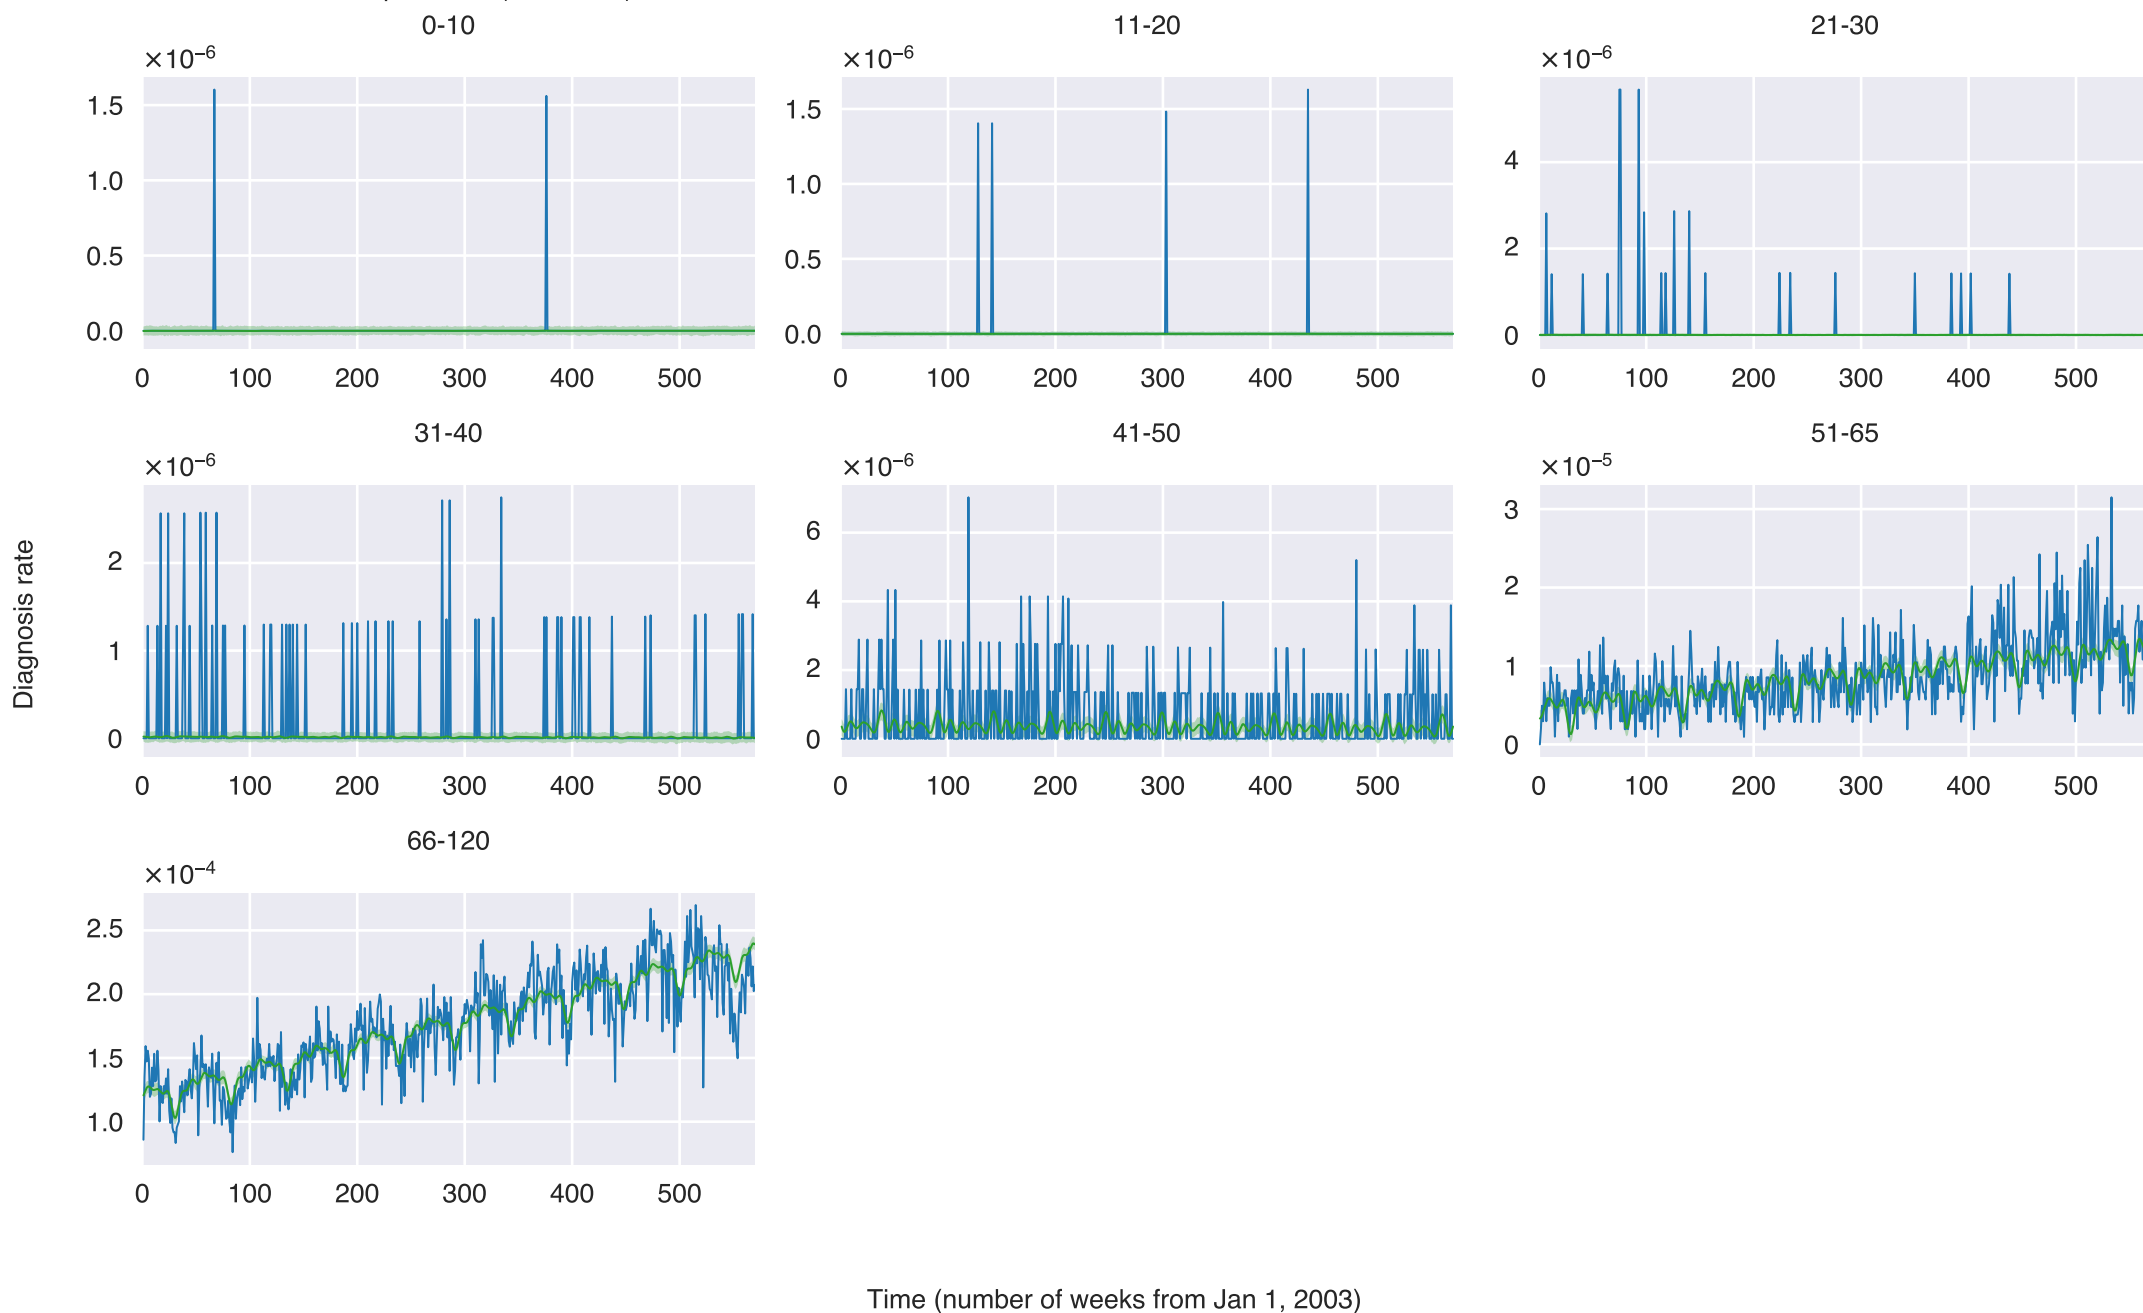 0-10 11-20 21-30
×10−6 ×10−6 ×10−6
1.5 1.5 4
1.0 1.0 2
0.5 0.5 0
0.0 0.0
0 100 200 300 400 500 0 100 200 300 400 500 0 100 200 300 400 500
31-40 41-50 51-65
×10−6 ×10−6 ×10−5
2 6 3
1 4 2
0 2 1
0 0
0 100 200 300 400 500 0 100 200 300 400 500 0 100 200 300 400 500
Diagnosis rate
66-120
×10−4
2.5
2.0
1.5
1.0
0 100 200 300 400 500
Time (number of weeks from Jan 1, 2003)